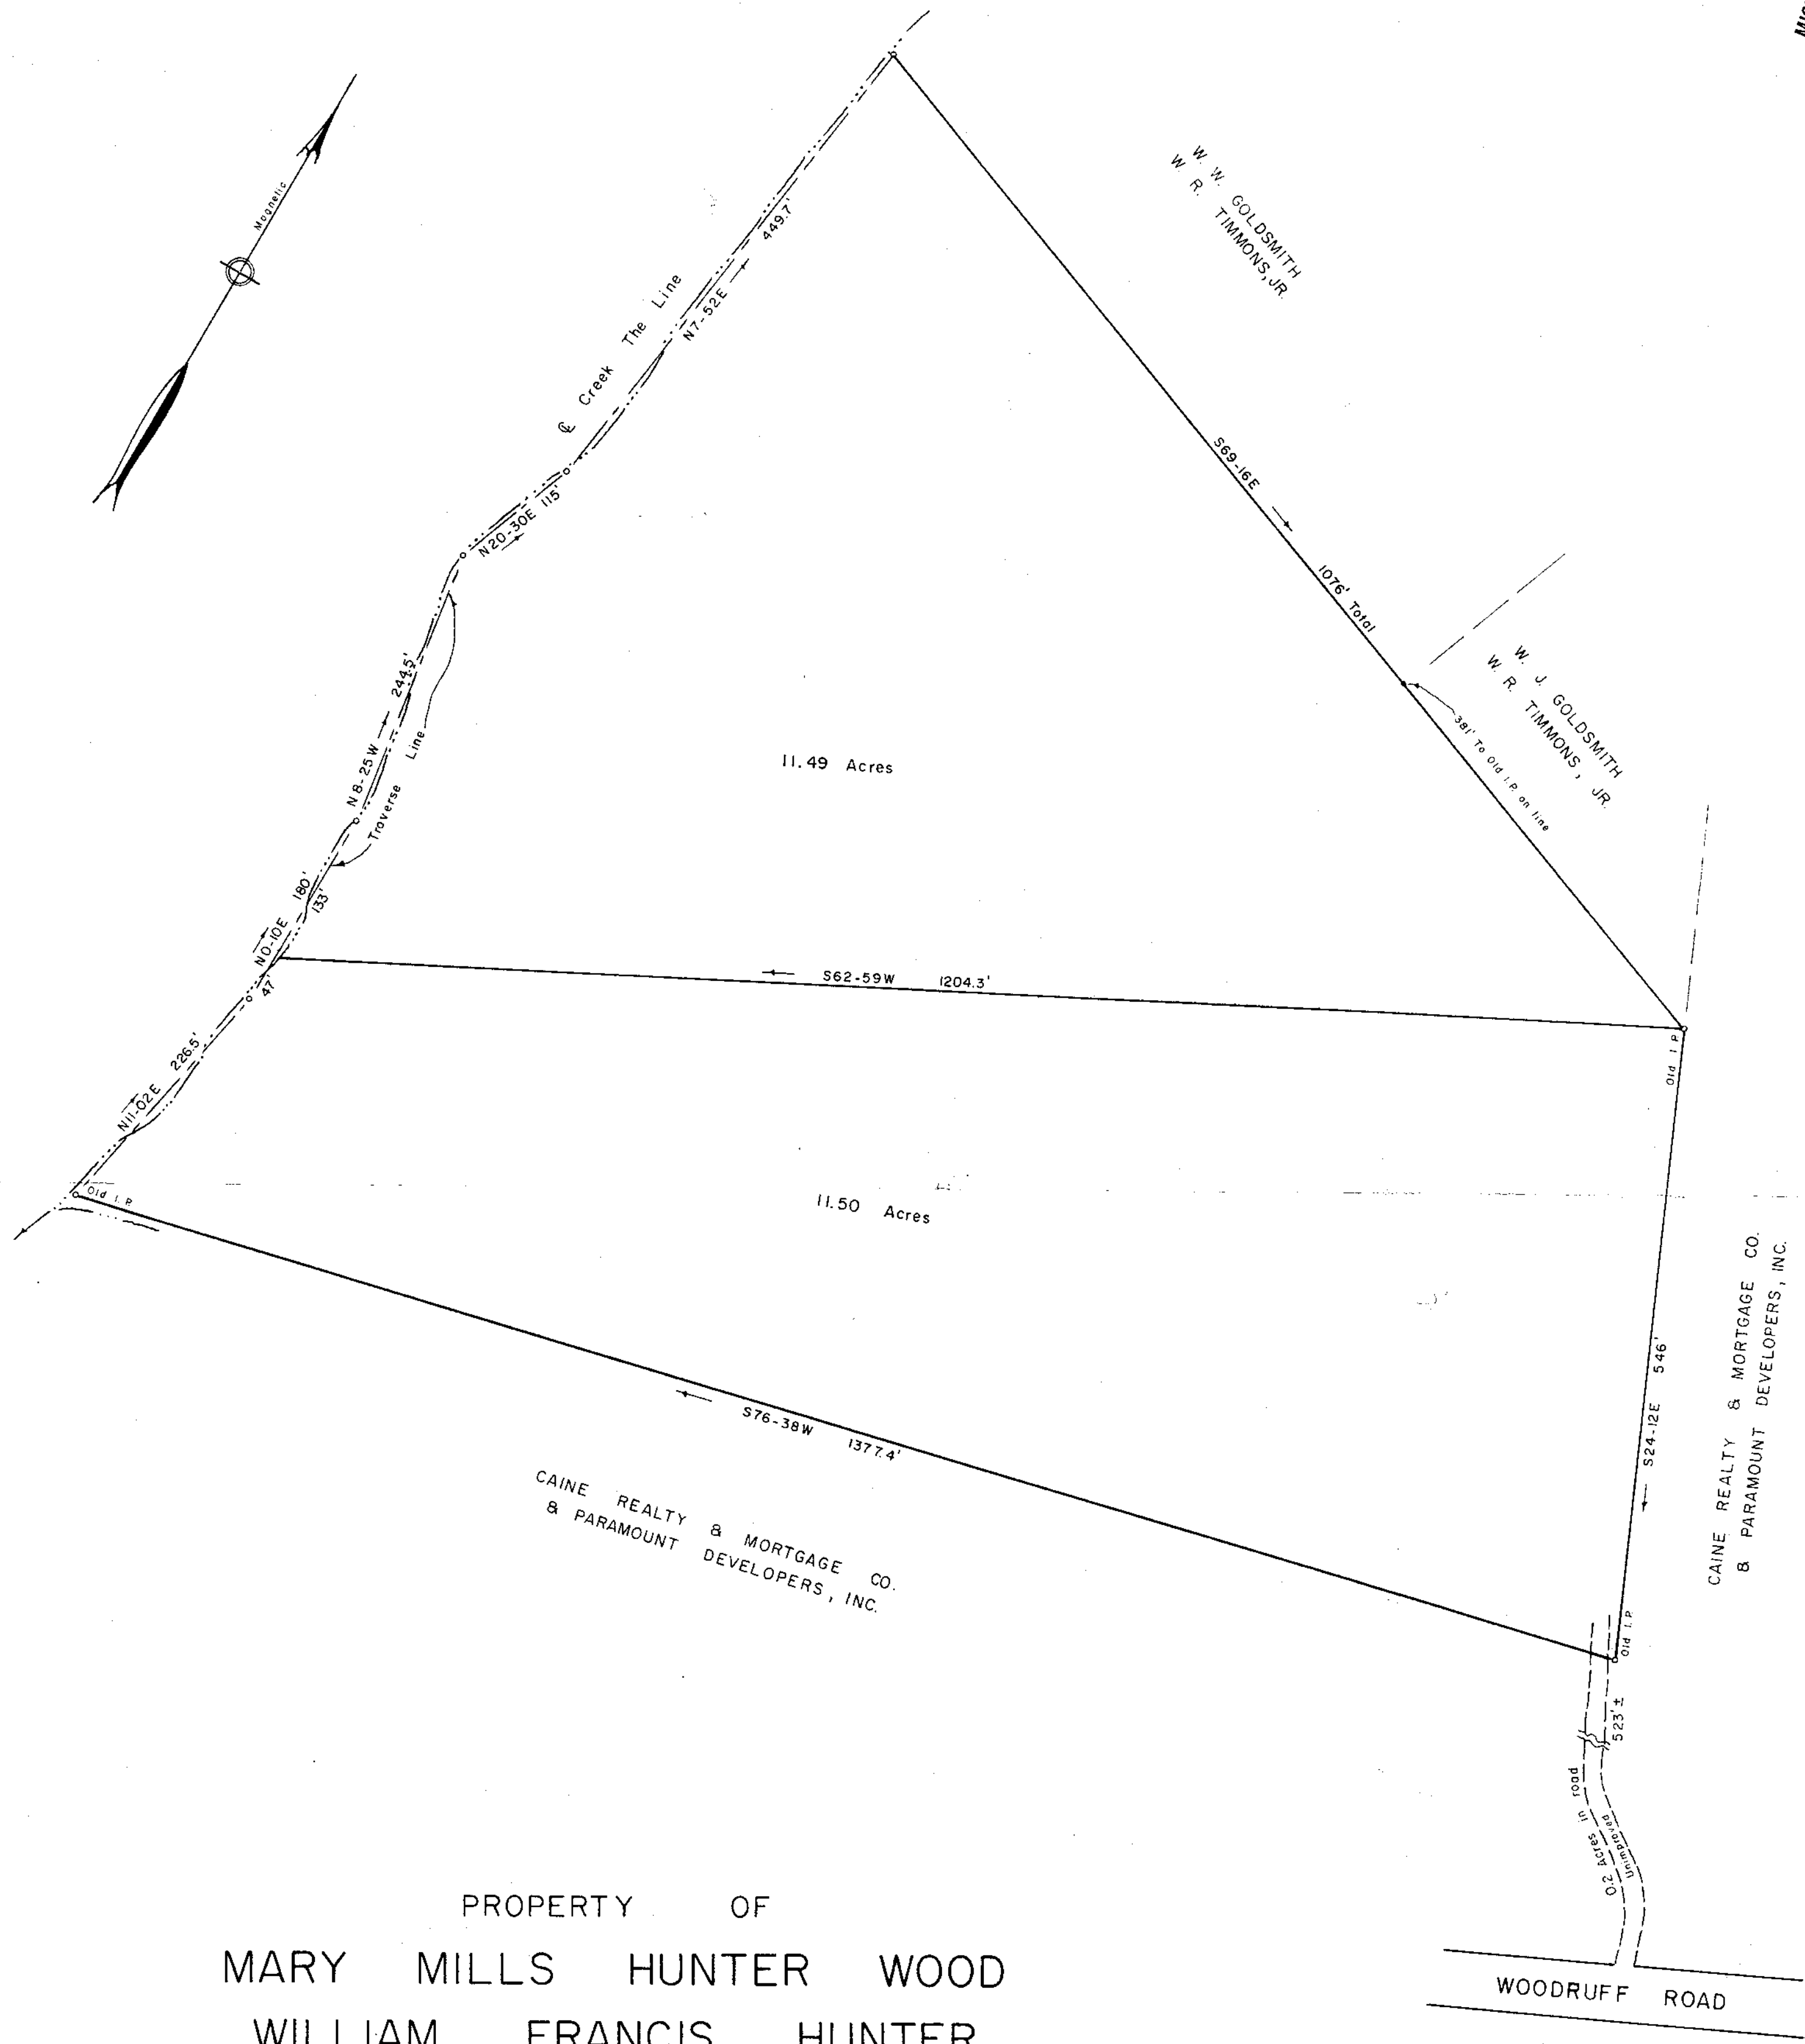 Magnetic
₵ Creek The Line
449.7'
N7-52E
N20-30E 115'
244.5'
N8-25W
Traverse Line
180'
133'
N0-10E
47'
226.5'
N11-02E
Old I.P.
W. W. GOLDSMITH
W. R. TIMMONS, JR.
S69-16E
1076' Total
W. J. GOLDSMITH
W. R. TIMMONS, JR.
381' To Old I.P. on line
11.49 Acres
S62-59W 1204.3'
Old I.P.
11.50 Acres
S24-12E 546'
CAINE REALTY & MORTGAGE CO.
& PARAMOUNT DEVELOPERS, INC.
S76-38W 1377.4'
CAINE REALTY & MORTGAGE CO.
& PARAMOUNT DEVELOPERS, INC.
Old I.P.
523'±
0.2 Acres in road
Unimproved
WOODRUFF ROAD
PROPERTY OF
MARY MILLS HUNTER WOOD
WILLIAM FRANCIS HUNTER